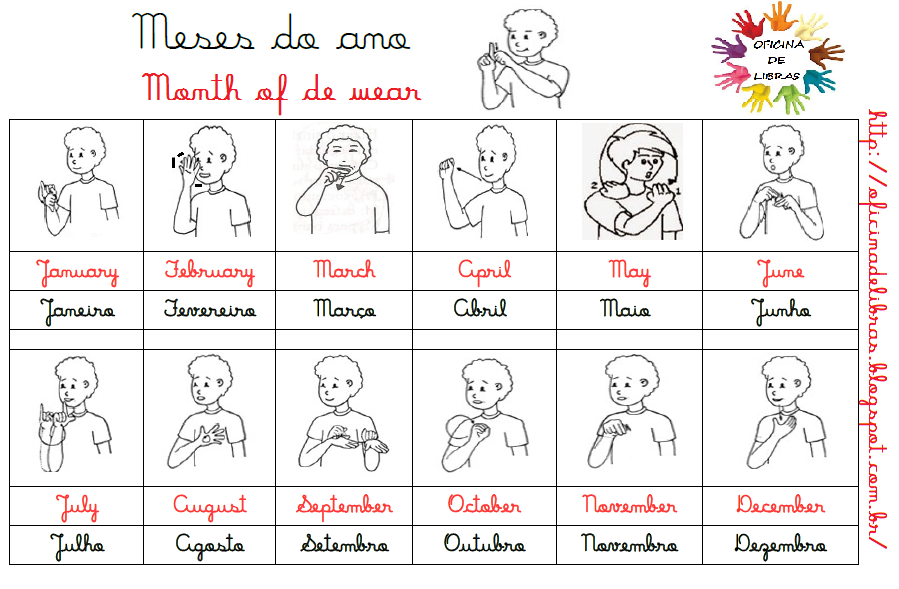 Meses do ano
Month of de wear
OFICINA
DE
LIBRAS
2 1
January February March April May June
Janeiro Fevereiro Março Abril Maio Junho
July August September October November December
Julho Agosto Setembro Outubro Novembro Dezembro
http://oficinadelibras.blogspot.com.br/